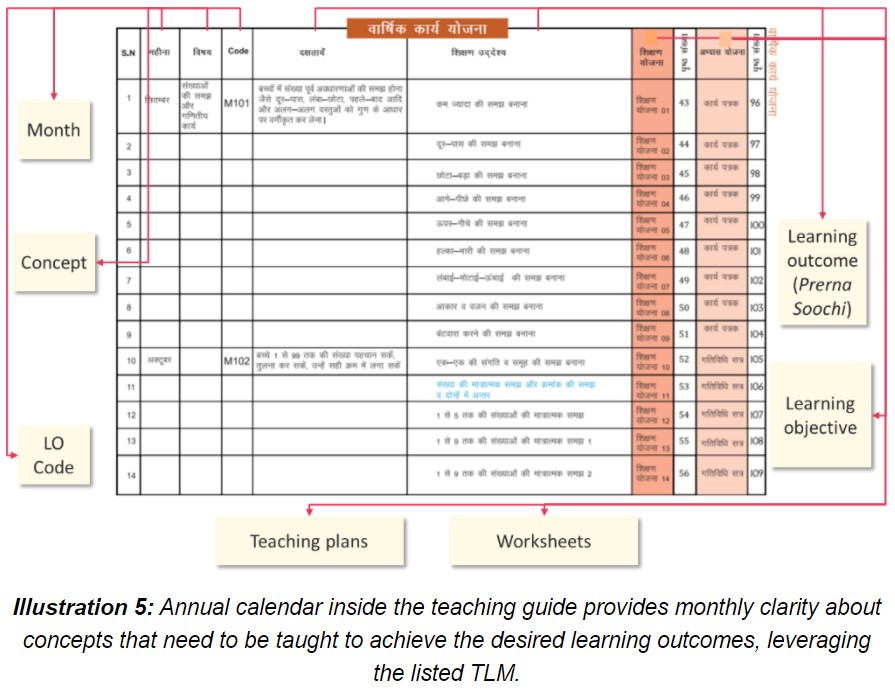 वार्षिक कार्य योजना
S.N महीना विषय Code दक्षतायें शिक्षण उद्देश्य शिक्षण योजना पृष्ठ संख्या अभ्यास योजना पृष्ठ संख्या
वार्षिक कार्य योजना
1 सितम्बर संख्याओं की समझ और गणितीय कार्य M101 बच्चों में संख्या पूर्व अवधारणाओं की समझ होना जैसे दूर–पास, लंबा–छोटा, पहले–बाद आदि और अलग–अलग वस्तुओं को गुण के आधार पर वर्गीकृत कर लेना। कम ज्यादा की समझ बनाना शिक्षण योजना 01 43 कार्य पत्रक 96
2 दूर–पास की समझ बनाना शिक्षण योजना 02 44 कार्य पत्रक 97
3 छोटा–बड़ा की समझ बनाना शिक्षण योजना 03 45 कार्य पत्रक 98
4 आगे–पीछे की समझ बनाना शिक्षण योजना 04 46 कार्य पत्रक 99
5 ऊपर–नीचे की समझ बनाना शिक्षण योजना 05 47 कार्य पत्रक 100
6 हल्का–भारी की समझ बनाना शिक्षण योजना 06 48 कार्य पत्रक 101
7 लंबाई–मोटाई–ऊंचाई की समझ बनाना शिक्षण योजना 07 49 कार्य पत्रक 102
8 आकार व वजन की समझ बनाना शिक्षण योजना 08 50 कार्य पत्रक 103
9 बंटवारा करने की समझ बनाना शिक्षण योजना 09 51 कार्य पत्रक 104
10 अक्टूबर M102 बच्चे 1 से 99 तक की संख्या पहचान सकें, तुलना कर सकें, उन्हें सही क्रम में लगा सकें एक–एक की संगति व समूह की समझ बनाना शिक्षण योजना 10 52 गतिविधि सत्र 105
11 संख्या की मात्रात्मक समझ और क्रमांक की समझ व दोनों में अन्तर शिक्षण योजना 11 53 गतिविधि सत्र 106
12 1 से 5 तक की संख्याओं की मात्रात्मक समझ शिक्षण योजना 12 54 गतिविधि सत्र 107
13 1 से 9 तक की संख्याओं की मात्रात्मक समझ 1 शिक्षण योजना 13 55 गतिविधि सत्र 108
14 1 से 9 तक की संख्याओं की मात्रात्मक समझ 2 शिक्षण योजना 14 56 गतिविधि सत्र 109
Month
Concept
LO
Code
Learning
outcome
(Prerna
Soochi)
Learning
objective
Teaching plans
Worksheets
Illustration 5: Annual calendar inside the teaching guide provides monthly clarity about
concepts that need to be taught to achieve the desired learning outcomes, leveraging
the listed TLM.